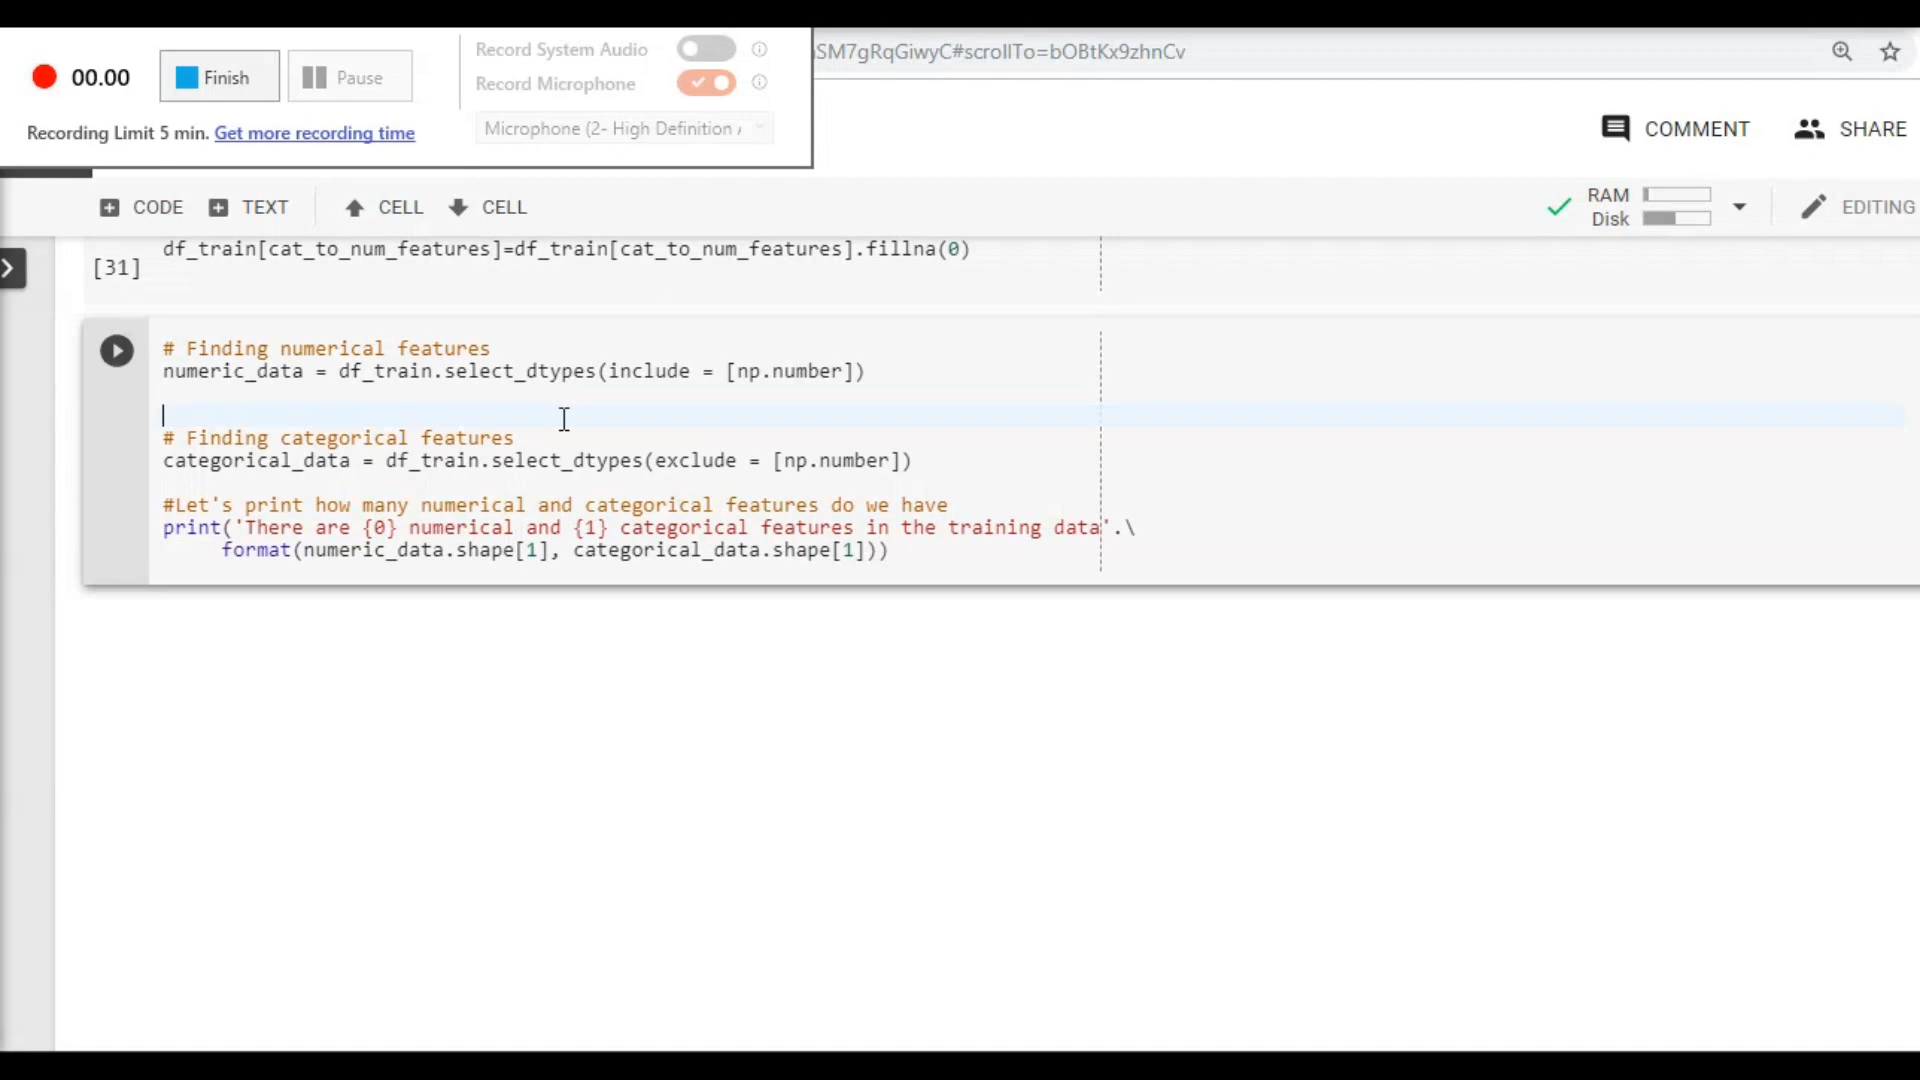 00.00
Finish
Pause
Record System Audio
Record Microphone
Recording Limit 5 min. Get more recording time
Microphone (2- High Definition
SM7gRqGiwyC#scrollTo=bOBtKx9zhnCv
COMMENT
SHARE
CODE
TEXT
CELL
CELL
RAM
Disk
EDITING
[31]
df_train[cat_to_num_features]=df_train[cat_to_num_features].fillna(0)
# Finding numerical features
numeric_data = df_train.select_dtypes(include = [np.number])
# Finding categorical features
categorical_data = df_train.select_dtypes(exclude = [np.number])
#Let's print how many numerical and categorical features do we have
print('There are {0} numerical and {1} categorical features in the training data'.\
format(numeric_data.shape[1], categorical_data.shape[1]))